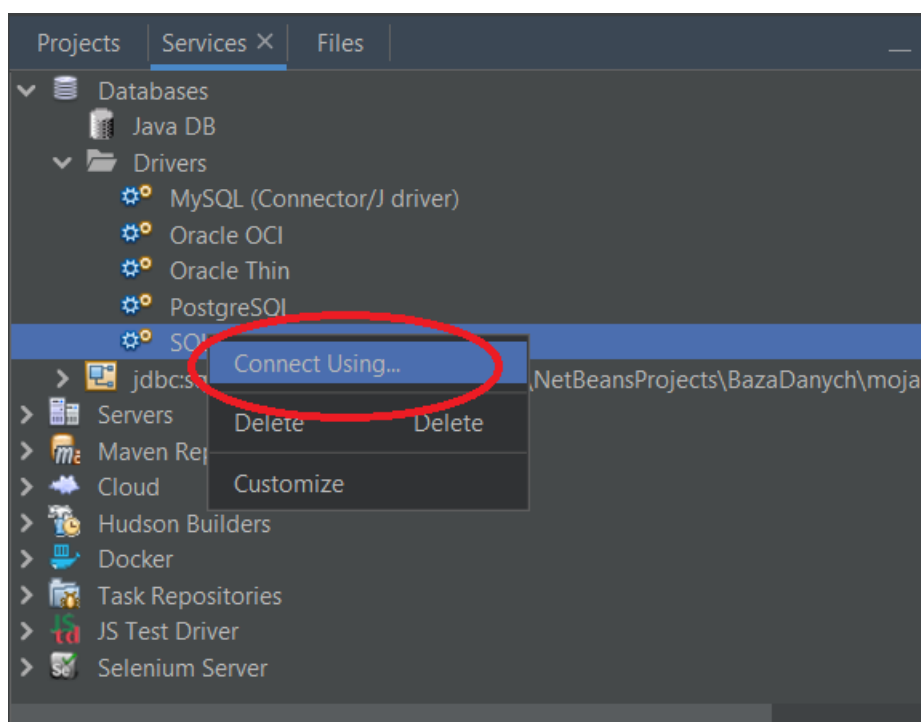 Projects Services × Files
Databases
Java DB
Drivers
MySQL (Connector/J driver)
Oracle OCI
Oracle Thin
PostgreSQL
Connect Using...
\NetBeansProjects\BazaDanych\moja
Servers
Delete Delete
Maven
Cloud
Customize
Hudson Builders
Docker
Task Repositories
JS Test Driver
Selenium Server